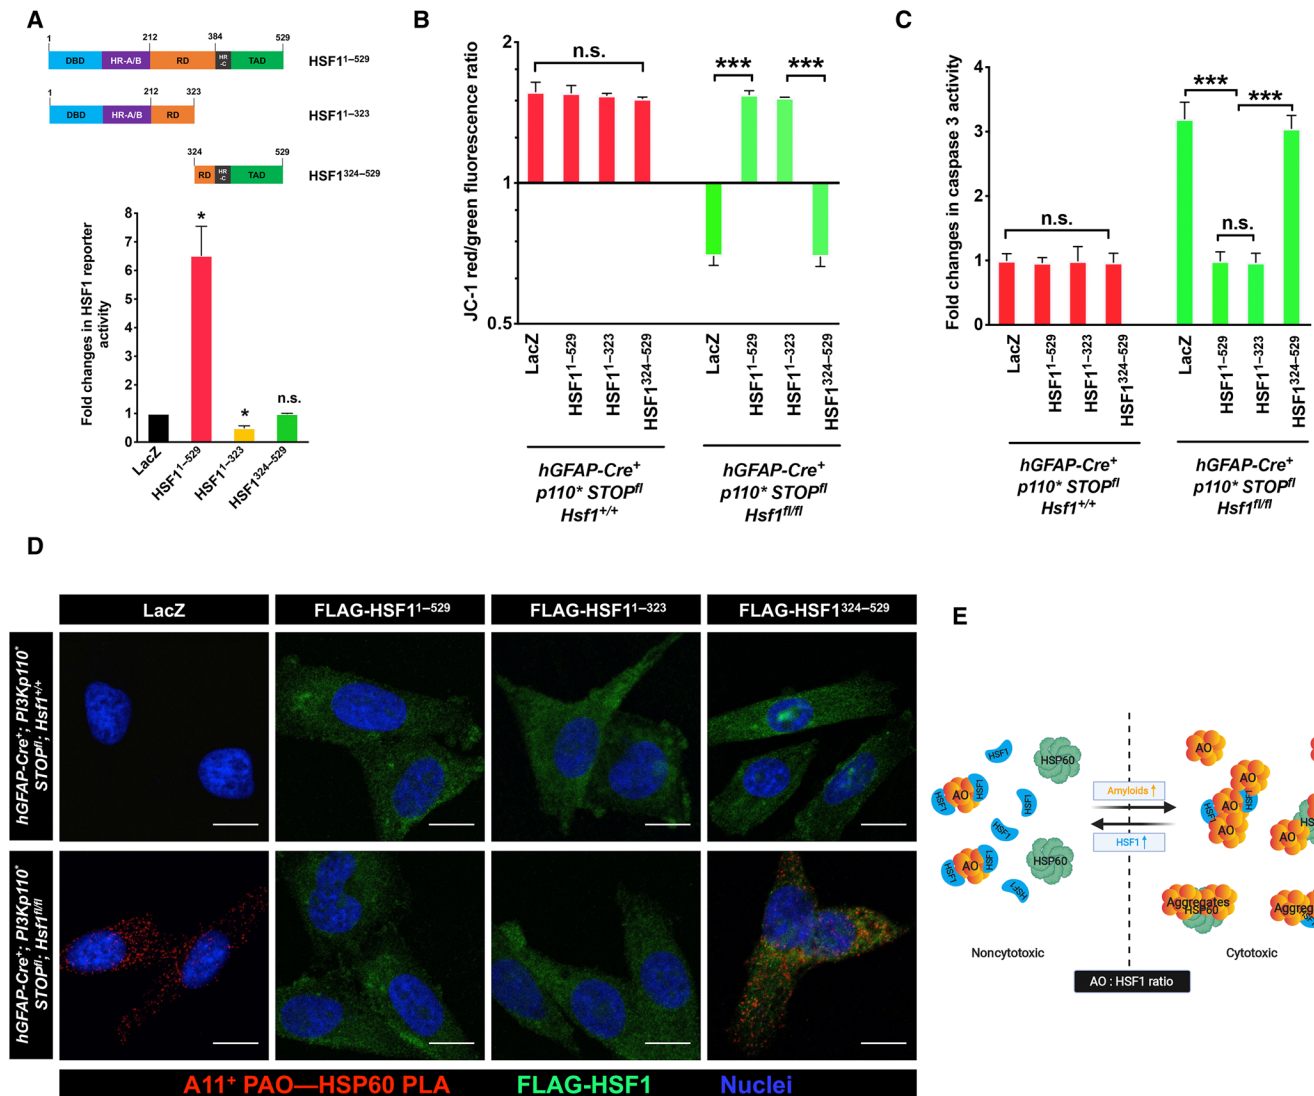 A
1 212 384 529
DBD HR-A/B RD HR-C TAD HSF1¹⁻⁵²⁹
1 212 323
DBD HR-A/B RD HSF1¹⁻³²³
324 529
RD HR-C TAD HSF1³²⁴⁻⁵²⁹
Fold changes in HSF1 reporter
activity
8
7
6
5
4
3
2
1
0
*
*
n.s.
LacZ
HSF1¹⁻⁵²⁹
HSF1¹⁻³²³
HSF1³²⁴⁻⁵²⁹
B
JC-1 red/green fluorescence ratio
2
1
0.5
n.s.
***
***
LacZ
HSF1¹⁻⁵²⁹
HSF1¹⁻³²³
HSF1³²⁴⁻⁵²⁹
LacZ
HSF1¹⁻⁵²⁹
HSF1¹⁻³²³
HSF1³²⁴⁻⁵²⁹
hGFAP-Cre⁺
p110* STOPᶠˡ
Hsf1⁺/⁺
hGFAP-Cre⁺
p110* STOPᶠˡ
Hsf1ᶠˡ/ᶠˡ
C
Fold changes in caspase 3 activity
4
3
2
1
0
n.s.
***
***
n.s.
LacZ
HSF1¹⁻⁵²⁹
HSF1¹⁻³²³
HSF1³²⁴⁻⁵²⁹
LacZ
HSF1¹⁻⁵²⁹
HSF1¹⁻³²³
HSF1³²⁴⁻⁵²⁹
hGFAP-Cre⁺
p110* STOPᶠˡ
Hsf1⁺/⁺
hGFAP-Cre⁺
p110* STOPᶠˡ
Hsf1ᶠˡ/ᶠˡ
D
LacZ
FLAG-HSF1¹⁻⁵²⁹
FLAG-HSF1¹⁻³²³
FLAG-HSF1³²⁴⁻⁵²⁹
hGFAP-Cre⁺; PI3Kp110*
STOPᶠˡ; Hsf1⁺/⁺
hGFAP-Cre⁺; PI3Kp110*
STOPᶠˡ; Hsf1ᶠˡ/ᶠˡ
A11⁺ PAO—HSP60 PLA FLAG-HSF1 Nuclei
E
HSF1
HSP60
AO
HSF1
HSF1
HSF1
HSF1
HSP60
AO
HSF1
HSF1
HSF1
Amyloids ↑
HSF1 ↑
AO
AO
HSF1
AO
HSF1
AO
AO
HS
Aggregates
HSP60
Aggreg
Noncytotoxic
Cytotoxic
AO : HSF1 ratio